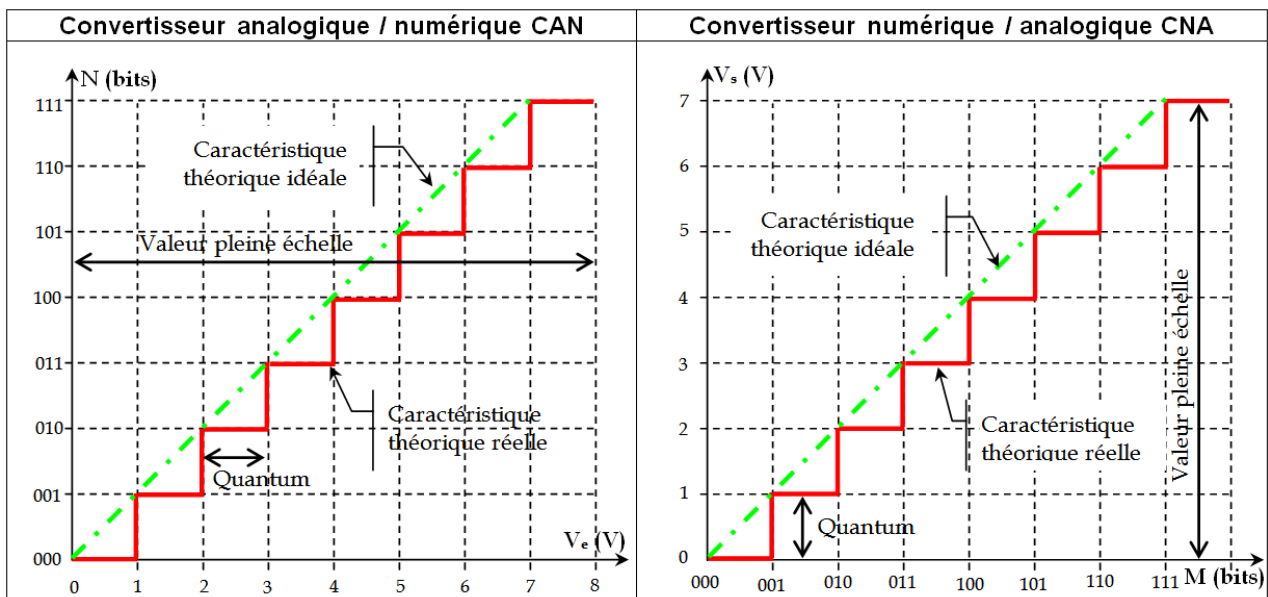 Convertisseur analogique / numérique CAN
N (bits)
111
110
101
100
011
010
001
000
Caractéristique
théorique idéale
Valeur pleine échelle
Caractéristique
théorique réelle
Quantum
Ve (V)
0 1 2 3 4 5 6 7 8
Convertisseur numérique / analogique CNA
Vs (V)
7
6
5
4
3
2
1
0
Caractéristique
théorique idéale
Caractéristique
théorique réelle
Valeur pleine échelle
Quantum
000 001 010 011 100 101 110 111 M (bits)